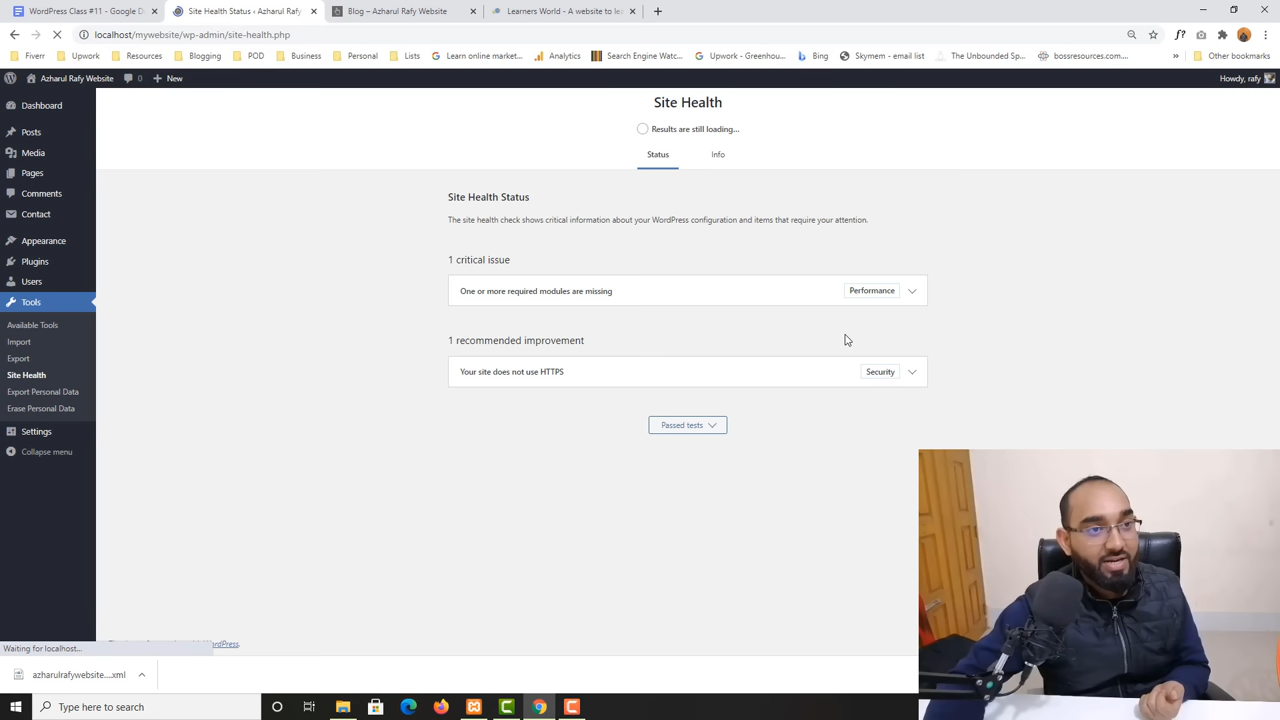 WordPress Class #11 - Google D
Site Health Status ‹ Azharul Rafy
Blog – Azharul Rafy Website
Learners World - A website to le
localhost/mywebsite/wp-admin/site-health.php
Fiverr
Upwork
Resources
Blogging
POD
Business
Personal
Lists
Learn online market...
Analytics
Search Engine Watc...
Upwork - Greenhou...
Bing
Skymem - email list
The Unbounded Sp...
bossresources.com...
Other bookmarks
Azharul Rafy Website
0
New
Howdy, rafy
Dashboard
Posts
Media
Pages
Comments
Contact
Appearance
Plugins
Users
Tools
Available Tools
Import
Export
Site Health
Export Personal Data
Erase Personal Data
Settings
Collapse menu
Site Health
Results are still loading...
Status
Info
Site Health Status
The site health check shows critical information about your WordPress configuration and items that require your attention.
1 critical issue
One or more required modules are missing
Performance
1 recommended improvement
Your site does not use HTTPS
Security
Passed tests
Waiting for localhost...
azharulrafywebsite....xml
Type here to search